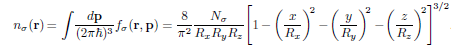 n_σ(r) = ∫ dp/(2πħ)³ f_σ(r, p) = 8/π² N_σ/(R_x R_y R_z) [1 − (x/R_x)² − (y/R_y)² − (z/R_z)²]^{3/2}